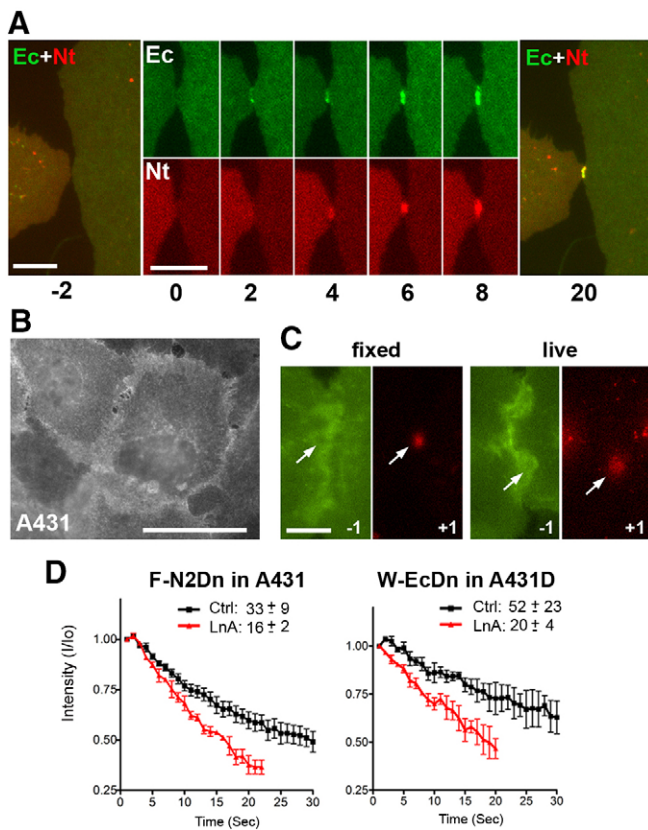 A
Ec+Nt
Ec
Ec+Nt
Nt
-2
0
2
4
6
8
20
B
A431
C
fixed
live
-1
+1
-1
+1
D
F-N2Dn in A431
Ctrl: 33 ± 9
LnA: 16 ± 2
Intensity (I/Io)
1.00
0.75
0.50
0.25
0
5
10
15
20
25
30
Time (Sec)
W-EcDn in A431D
Ctrl: 52 ± 23
LnA: 20 ± 4
1.00
0.75
0.50
0.25
0
5
10
15
20
25
30
Time (Sec)